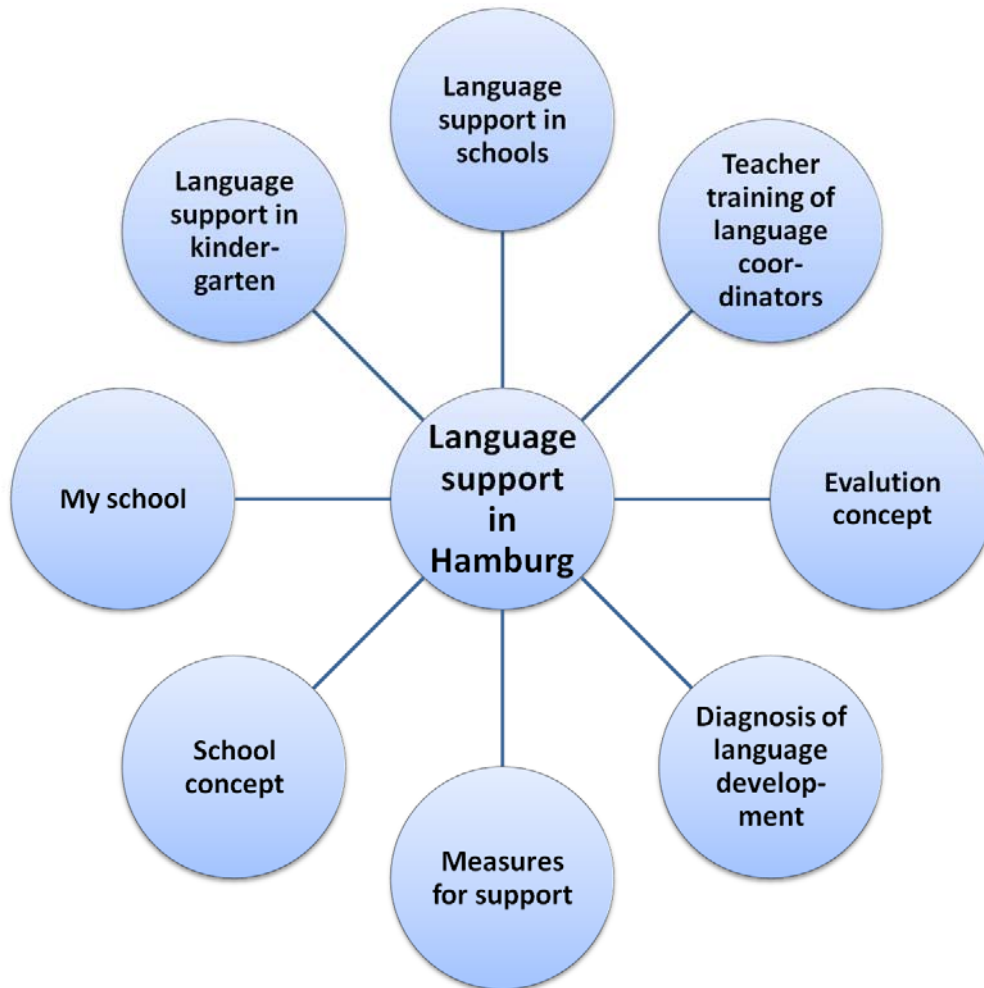 Language
support in
schools
Teacher
training of
language
coor-
dinators
Evalution
concept
Diagnosis of
language
develop-
ment
Measures
for support
School
concept
My school
Language
support in
kinder-
garten
Language
support
in
Hamburg